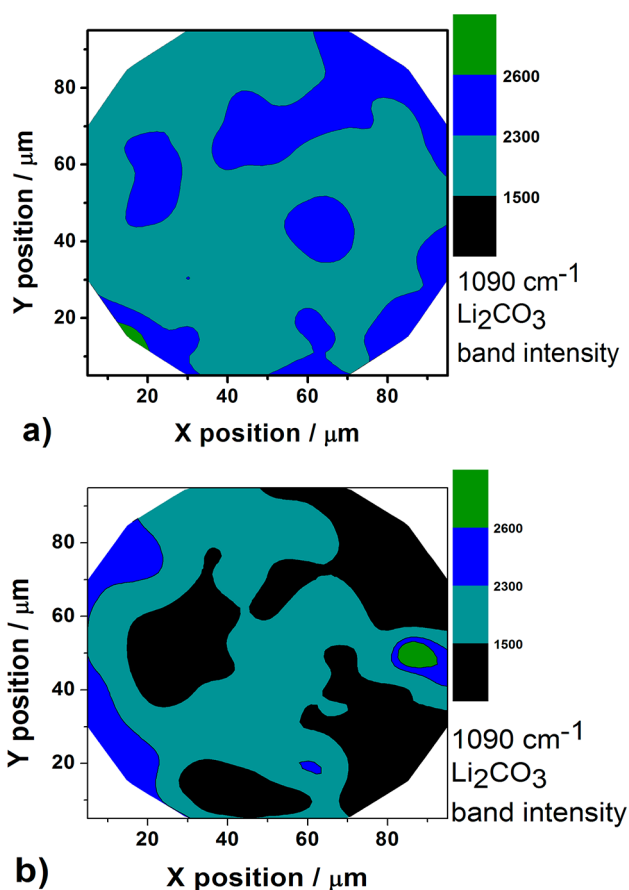 80
60
40
20
Y position / μm
20
40
60
80
X position / μm
a)
2600
2300
1500
1090 cm⁻¹
Li₂CO₃
band intensity
80
60
40
20
Y position / μm
20
40
60
80
X position / μm
b)
2600
2300
1500
1090 cm⁻¹
Li₂CO₃
band intensity